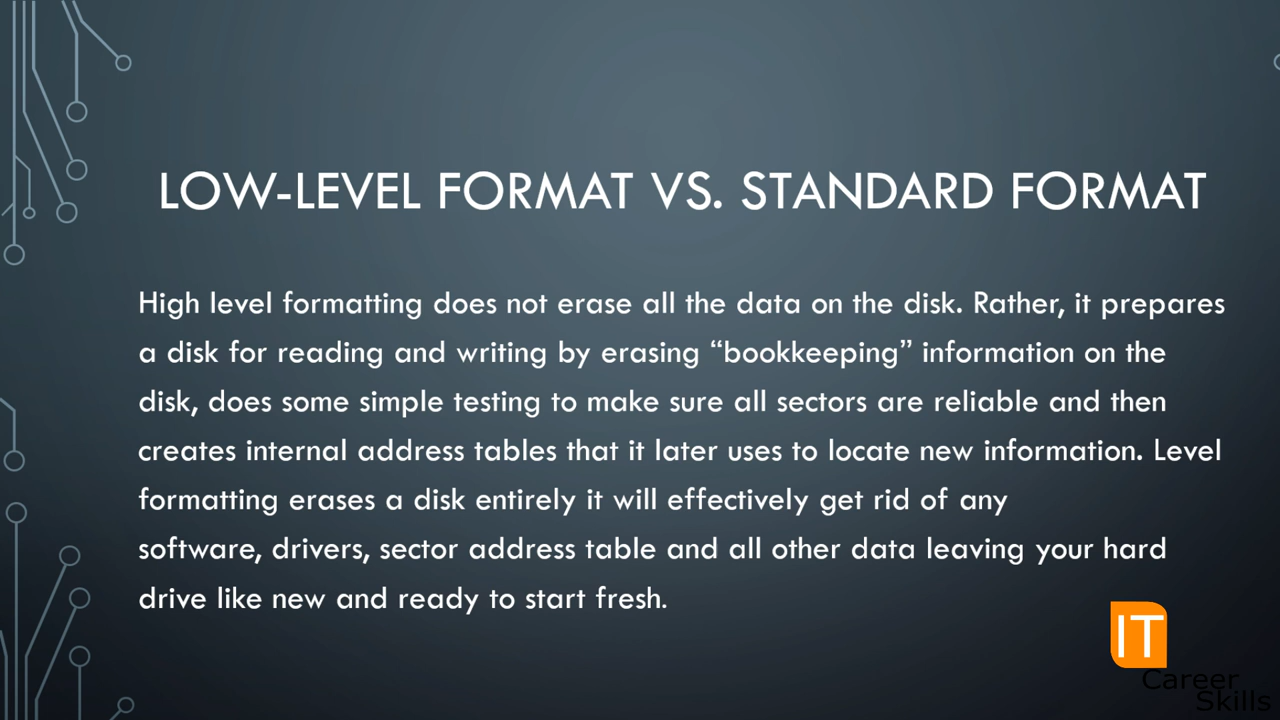 LOW-LEVEL FORMAT VS. STANDARD FORMAT
High level formatting does not erase all the data on the disk. Rather, it prepares
a disk for reading and writing by erasing “bookkeeping” information on the
disk, does some simple testing to make sure all sectors are reliable and then
creates internal address tables that it later uses to locate new information. Level
formatting erases a disk entirely it will effectively get rid of any
software, drivers, sector address table and all other data leaving your hard
drive like new and ready to start fresh.
IT
Career
Skills